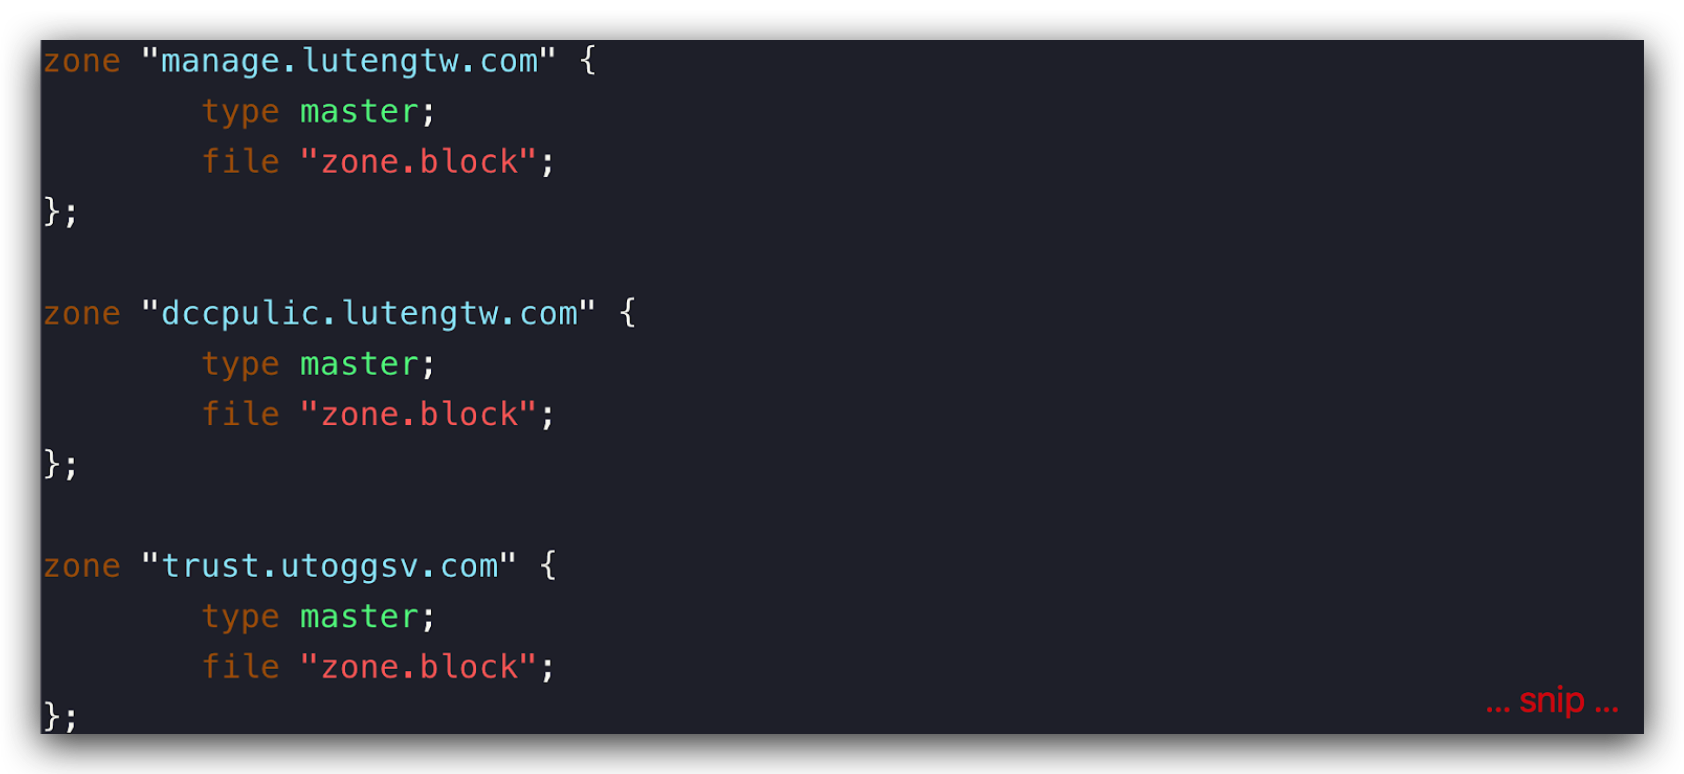 zone "manage.lutengtw.com" {
        type master;
        file "zone.block";
};

zone "dccpulic.lutengtw.com" {
        type master;
        file "zone.block";
};

zone "trust.utoggsv.com" {
        type master;
        file "zone.block";
};
... snip ...